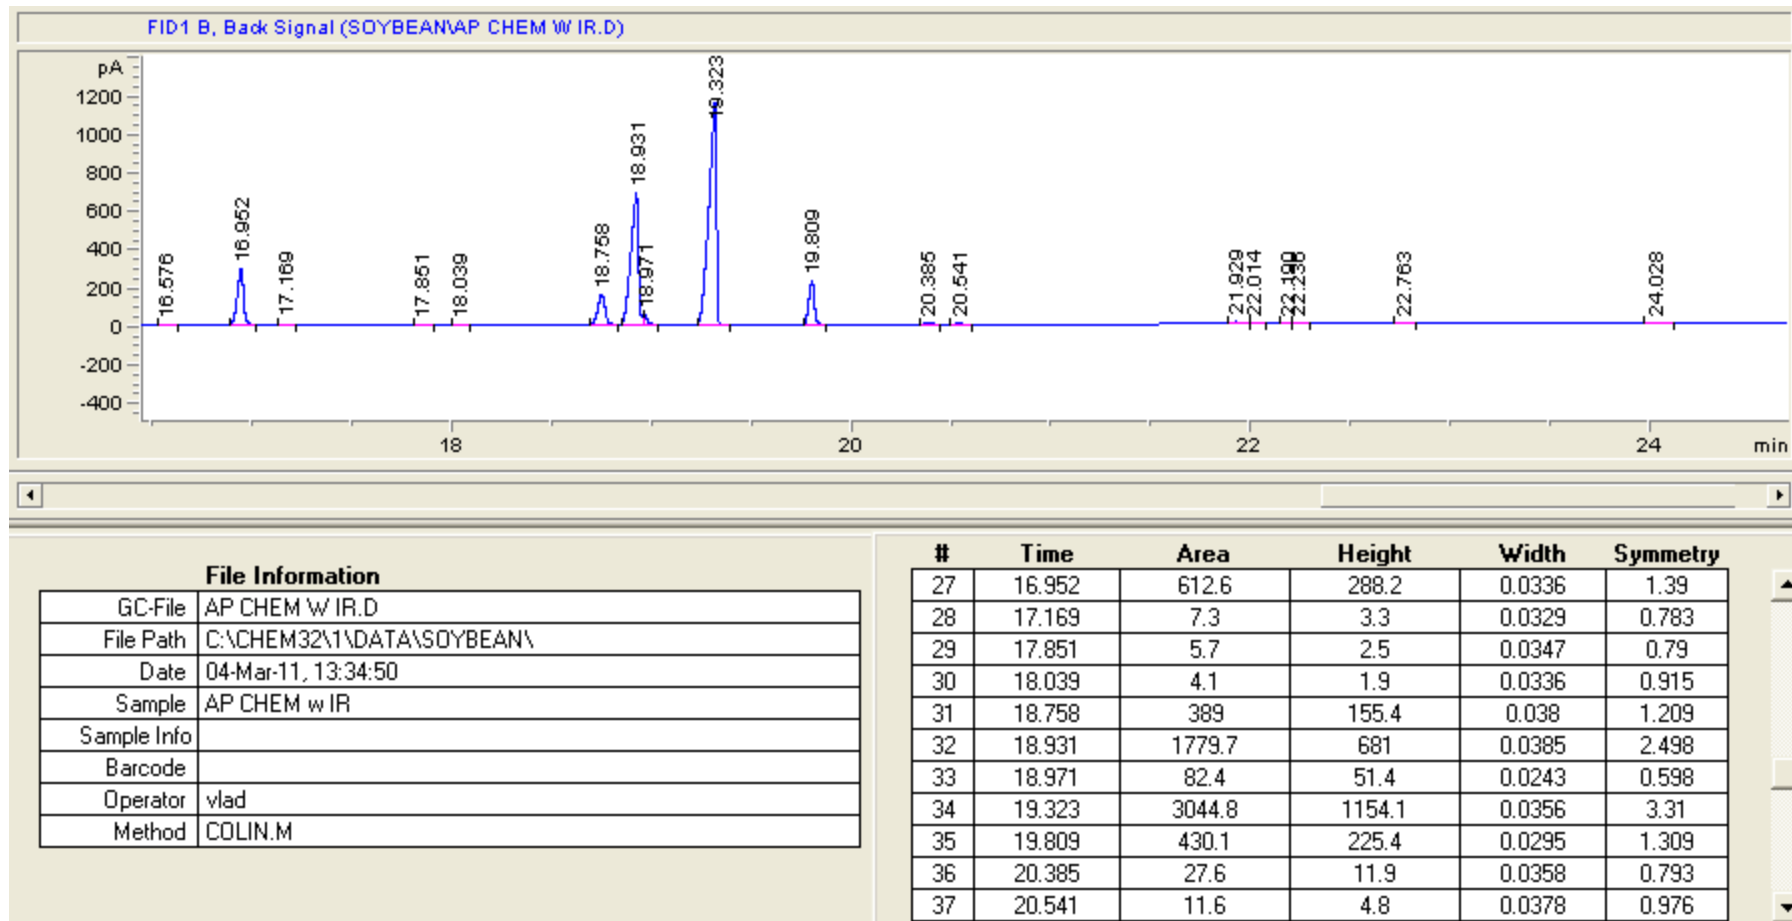 FID1 B, Back Signal (SOYBEAN\AP CHEM W IR.D)
pA
1200
1000
800
600
400
200
0
-200
-400
16.576
16.952
17.169
17.851
18.039
18.758
18.931
18.971
19.323
19.809
20.385
20.541
21.929
22.014
22.190
22.236
22.763
24.028
18 20 22 24 min
File Information
GC-File AP CHEM W IR.D
File Path C:\CHEM32\1\DATA\SOYBEAN\
Date 04-Mar-11, 13:34:50
Sample AP CHEM w IR
Sample Info
Barcode
Operator vlad
Method COLIN.M
# Time Area Height Width Symmetry
27 16.952 612.6 288.2 0.0336 1.39
28 17.169 7.3 3.3 0.0329 0.783
29 17.851 5.7 2.5 0.0347 0.79
30 18.039 4.1 1.9 0.0336 0.915
31 18.758 389 155.4 0.038 1.209
32 18.931 1779.7 681 0.0385 2.498
33 18.971 82.4 51.4 0.0243 0.598
34 19.323 3044.8 1154.1 0.0356 3.31
35 19.809 430.1 225.4 0.0295 1.309
36 20.385 27.6 11.9 0.0358 0.793
37 20.541 11.6 4.8 0.0378 0.976